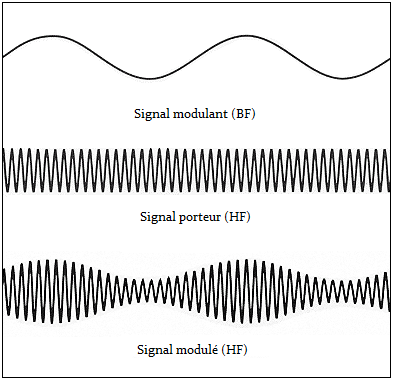 Signal modulant (BF)
Signal porteur (HF)
Signal modulé (HF)